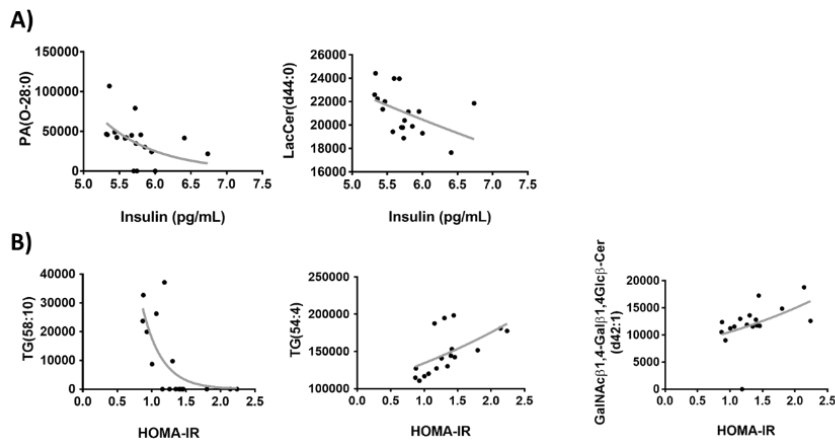 A)
PA(O-28:0)
150000
100000
50000
0
5.0 5.5 6.0 6.5 7.0 7.5
Insulin (pg/mL)
LacCer(d44:0)
26000
24000
22000
20000
18000
16000
5.0 5.5 6.0 6.5 7.0 7.5
Insulin (pg/mL)
B)
TG(58:10)
40000
30000
20000
10000
0
0.0 0.5 1.0 1.5 2.0 2.5
HOMA-IR
TG(54:4)
250000
200000
150000
100000
0.0 0.5 1.0 1.5 2.0 2.5
HOMA-IR
GalNAcβ1,4-Galβ1,4Glcβ-Cer
(d42:1)
20000
15000
10000
5000
0
0.0 0.5 1.0 1.5 2.0 2.5
HOMA-IR